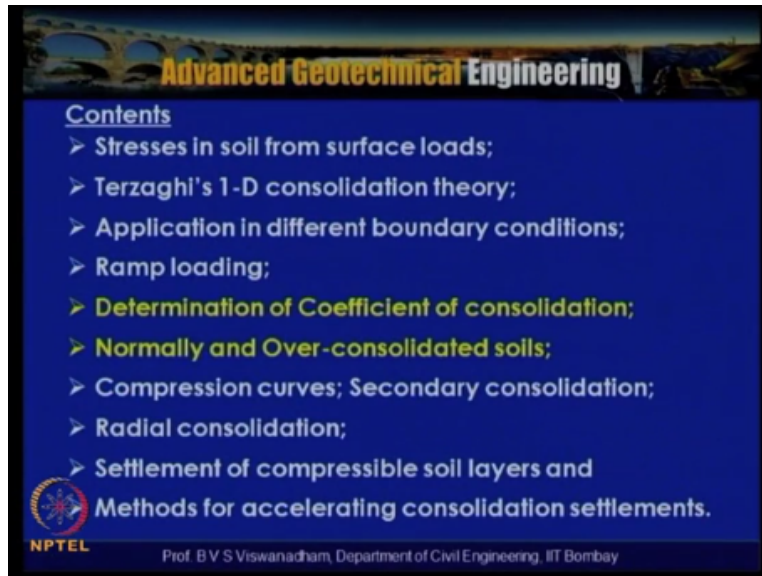 Advanced Geotechnical Engineering
Contents
➢ Stresses in soil from surface loads;
➢ Terzaghi's 1-D consolidation theory;
➢ Application in different boundary conditions;
➢ Ramp loading;
➢ Determination of Coefficient of consolidation;
➢ Normally and Over-consolidated soils;
➢ Compression curves; Secondary consolidation;
➢ Radial consolidation;
➢ Settlement of compressible soil layers and
➢ Methods for accelerating consolidation settlements.
NPTEL
Prof. B V S Viswanadham, Department of Civil Engineering, IIT Bombay